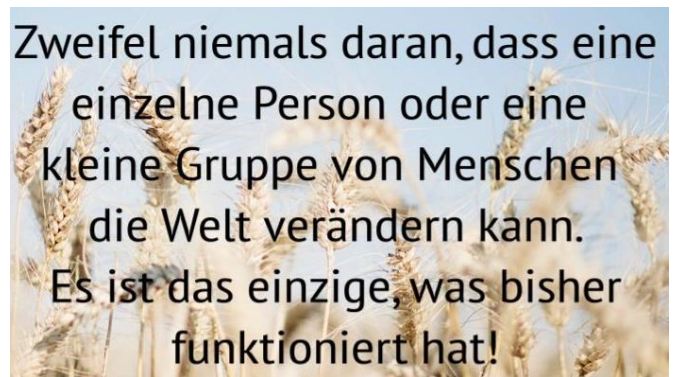 Zweifel niemals daran, dass eine
einzelne Person oder eine
kleine Gruppe von Menschen
die Welt verändern kann.
Es ist das einzige, was bisher
funktioniert hat!